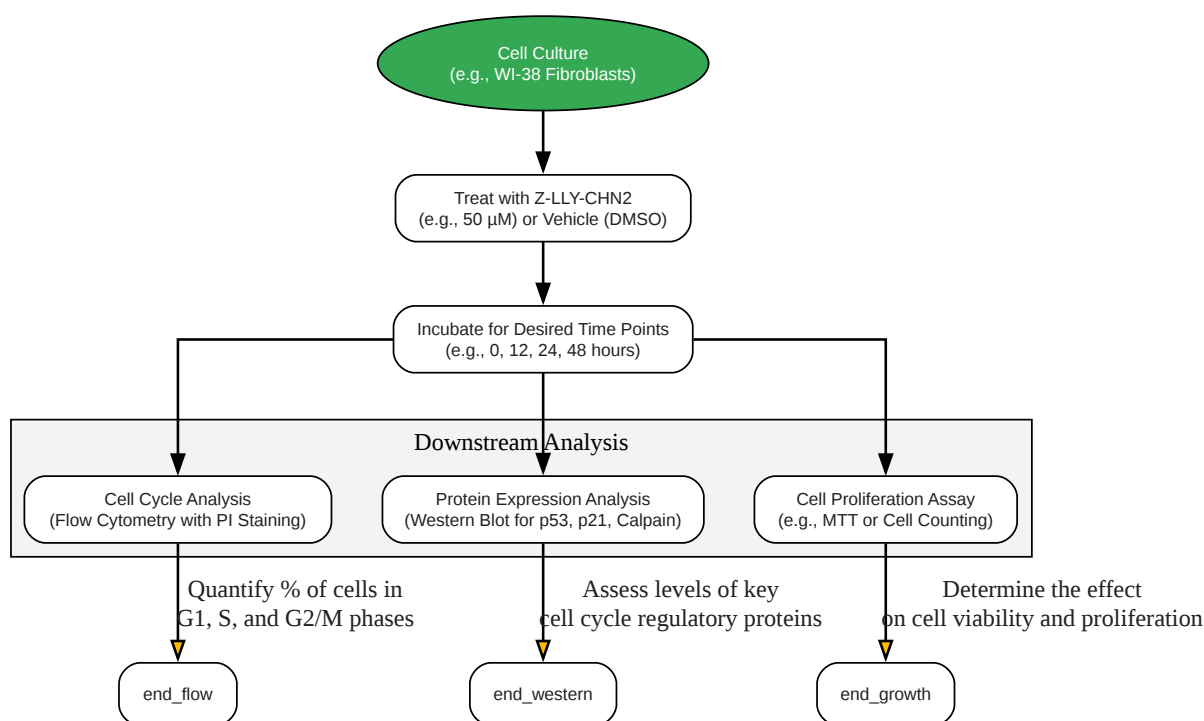 Cell Culture
(e.g., WI-38 Fibroblasts)
Treat with Z-LLY-CHN2
(e.g., 50 µM) or Vehicle (DMSO)
Incubate for Desired Time Points
(e.g., 0, 12, 24, 48 hours)
Downstream Analysis
Cell Cycle Analysis
(Flow Cytometry with PI Staining)
Protein Expression Analysis
(Western Blot for p53, p21, Calpain)
Cell Proliferation Assay
(e.g., MTT or Cell Counting)
Quantify % of cells in
G1, S, and G2/M phases
Assess levels of key
cell cycle regulatory proteins
Determine the effect
on cell viability and proliferation
end_flow
end_western
end_growth